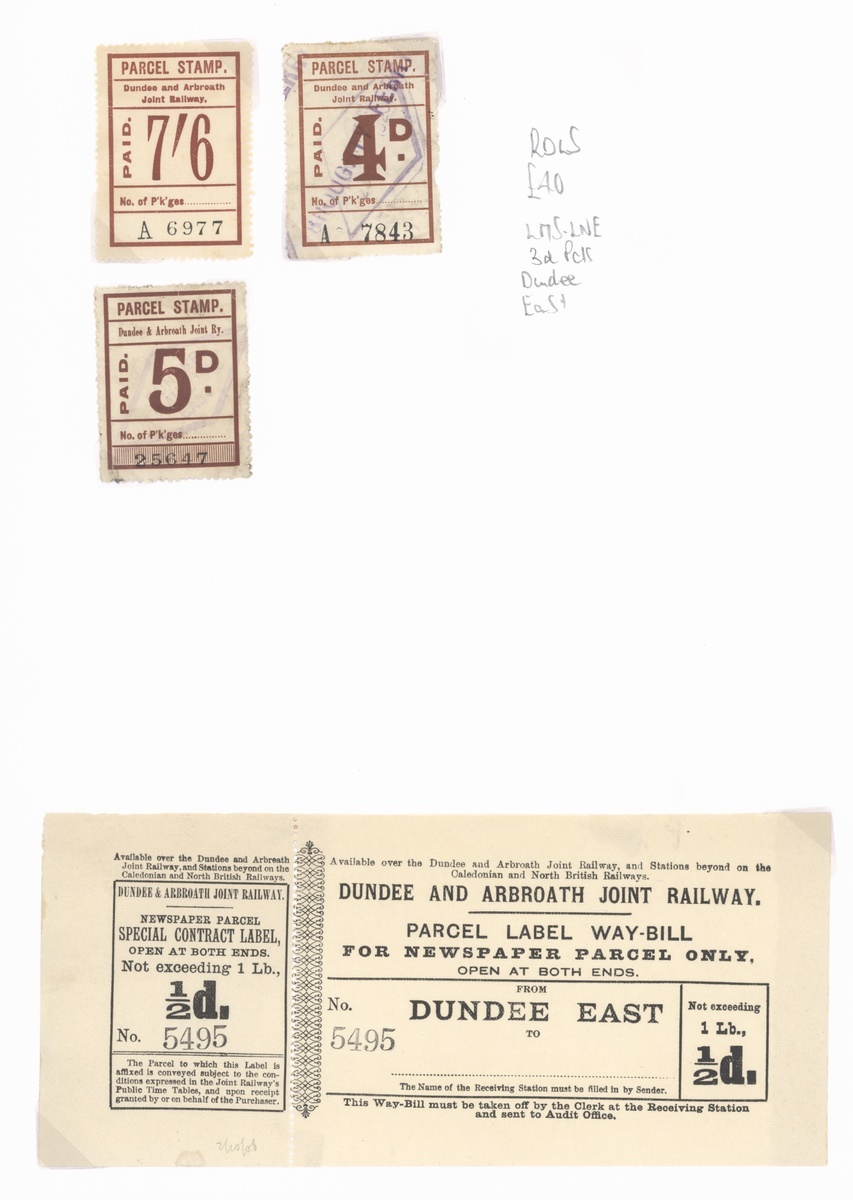 PARCEL STAMP.
Dundee and Arbroath
Joint Railway.
PAID.
7/6
No. of P'k'ges
A 6977
PARCEL STAMP.
Dundee and Arbroath
Joint Railway.
PAID.
4D.
No. of P'k'ges
A 7843
PARCEL STAMP.
Dundee & Arbroath Joint Ry.
PAID.
5D.
No. of P'k'ges
25647
£40
LMS-LNE
3d Pck
Dundee
East
Available over the Dundee and Arbroath
Joint Railway, and Stations beyond on the
Caledonian and North British Railways.
DUNDEE & ARBROATH JOINT RAILWAY.
NEWSPAPER PARCEL
SPECIAL CONTRACT LABEL,
OPEN AT BOTH ENDS.
Not exceeding 1 Lb.,
½d.
No. 5495
The Parcel to which this Label is
affixed is conveyed subject to the con-
ditions expressed in the Joint Railway's
Public Time Tables, and upon receipt
granted by or on behalf of the Purchaser.
Available over the Dundee and Arbroath Joint Railway, and Stations beyond on the
Caledonian and North British Railways.
DUNDEE AND ARBROATH JOINT RAILWAY.
PARCEL LABEL WAY-BILL
FOR NEWSPAPER PARCEL ONLY,
OPEN AT BOTH ENDS.
FROM
No.
5495
DUNDEE EAST
TO
The Name of the Receiving Station must be filled in by Sender.
Not exceeding
1 Lb.,
½d.
This Way-Bill must be taken off by the Clerk at the Receiving Station
and sent to Audit Office.